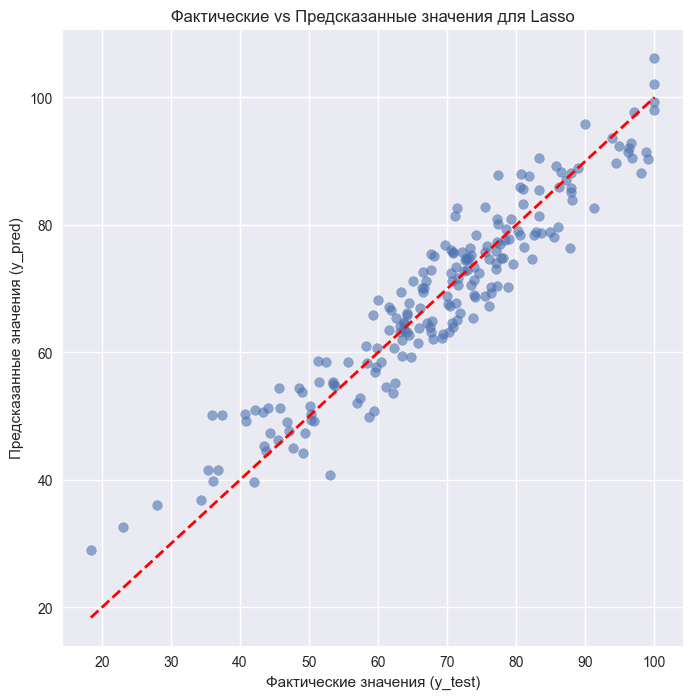 Фактические vs Предсказанные значения для Lasso
100
80
60
40
20
Предсказанные значения (y_pred)
20 30 40 50 60 70 80 90 100
Фактические значения (y_test)